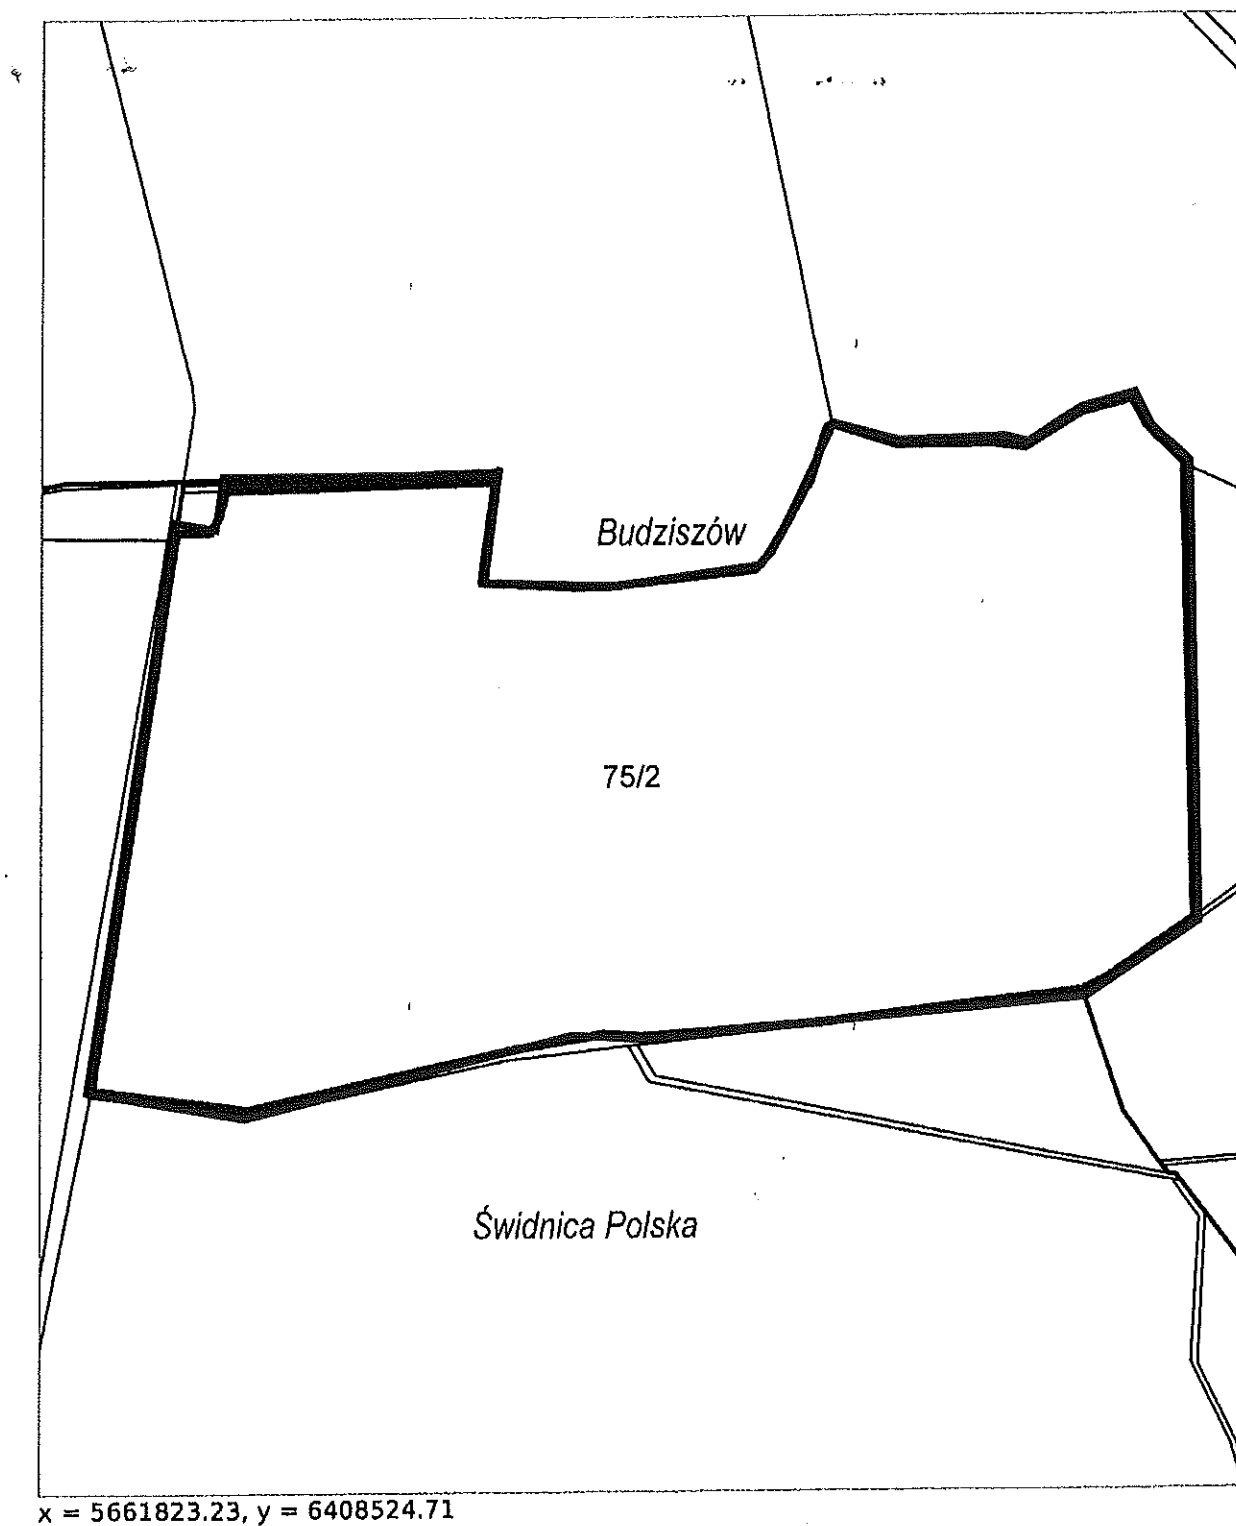 Budziszów
75/2
Świdnica Polska
x = 5661823.23, y = 6408524.71